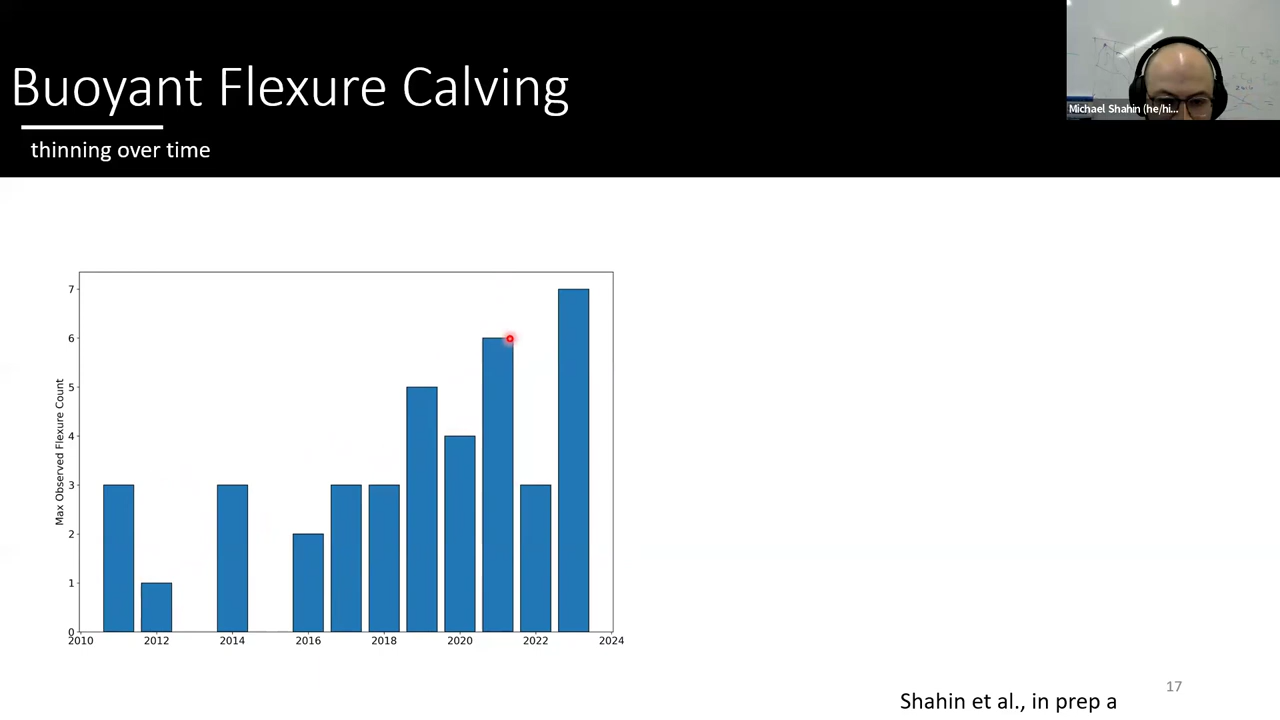 Buoyant Flexure Calving
thinning over time
Michael Shahin (he/hi...
Max Observed Flexure Count
7
6
5
4
3
2
1
0
2010 2012 2014 2016 2018 2020 2022 2024
17
Shahin et al., in prep a